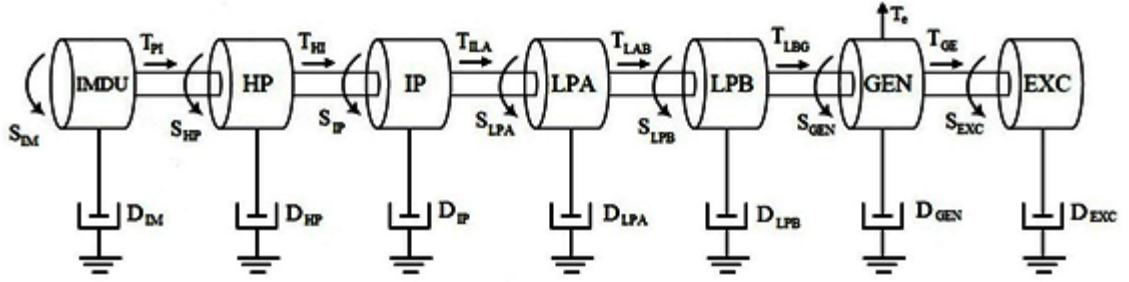 T_e
T_PI T_HI T_ILA T_LAB T_LBG T_GE
IMDU HP IP LPA LPB GEN EXC
S_IM S_HP S_IP S_LPA S_LPB S_GEN S_EXC
D_IM D_HP D_IP D_LPA D_LPB D_GEN D_EXC